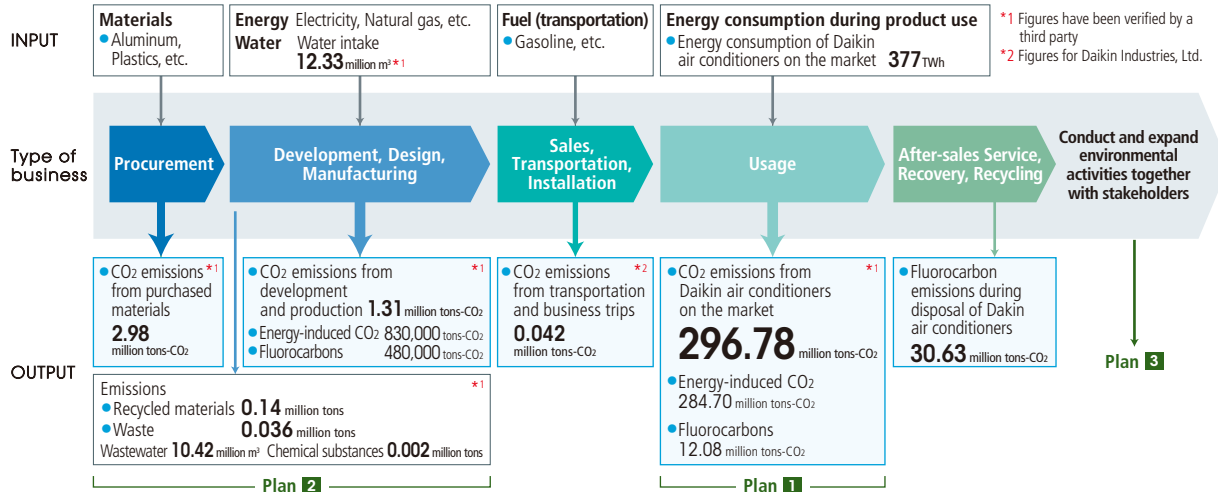 INPUT
Materials
● Aluminum,
Plastics, etc.
Energy Electricity, Natural gas, etc.
Water Water intake
12.33 million m³ *1
Fuel (transportation)
● Gasoline, etc.
Energy consumption during product use
● Energy consumption of Daikin
air conditioners on the market 377 TWh
*1 Figures have been verified by a
third party
*2 Figures for Daikin Industries, Ltd.
Type of
business
Procurement
Development, Design,
Manufacturing
Sales,
Transportation,
Installation
Usage
After-sales Service,
Recovery, Recycling
Conduct and expand
environmental
activities together
with stakeholders
OUTPUT
● CO2 emissions *1
from purchased
materials
2.98
million tons-CO2
● CO2 emissions from *1
development
and production 1.31 million tons-CO2
● Energy-induced CO2 830,000 tons-CO2
● Fluorocarbons 480,000 tons-CO2
● CO2 emissions *2
from transportation
and business trips
0.042
million tons-CO2
● CO2 emissions from *1
Daikin air conditioners
on the market
296.78 million tons-CO2
● Energy-induced CO2
284.70 million tons-CO2
● Fluorocarbons
12.08 million tons-CO2
● Fluorocarbon
emissions during
disposal of Dakin
air conditioners
30.63 million tons-CO2
Plan 3
Emissions *1
● Recycled materials 0.14 million tons
● Waste 0.036 million tons
Wastewater 10.42 million m³ Chemical substances 0.002 million tons
Plan 2
Plan 1